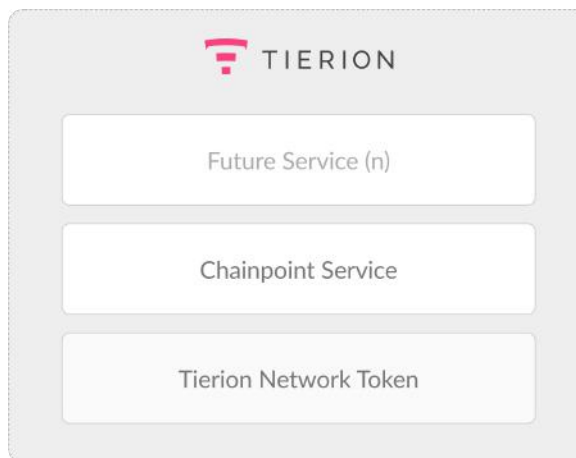 TIERION
Future Service (n)
Chainpoint Service
Tierion Network Token